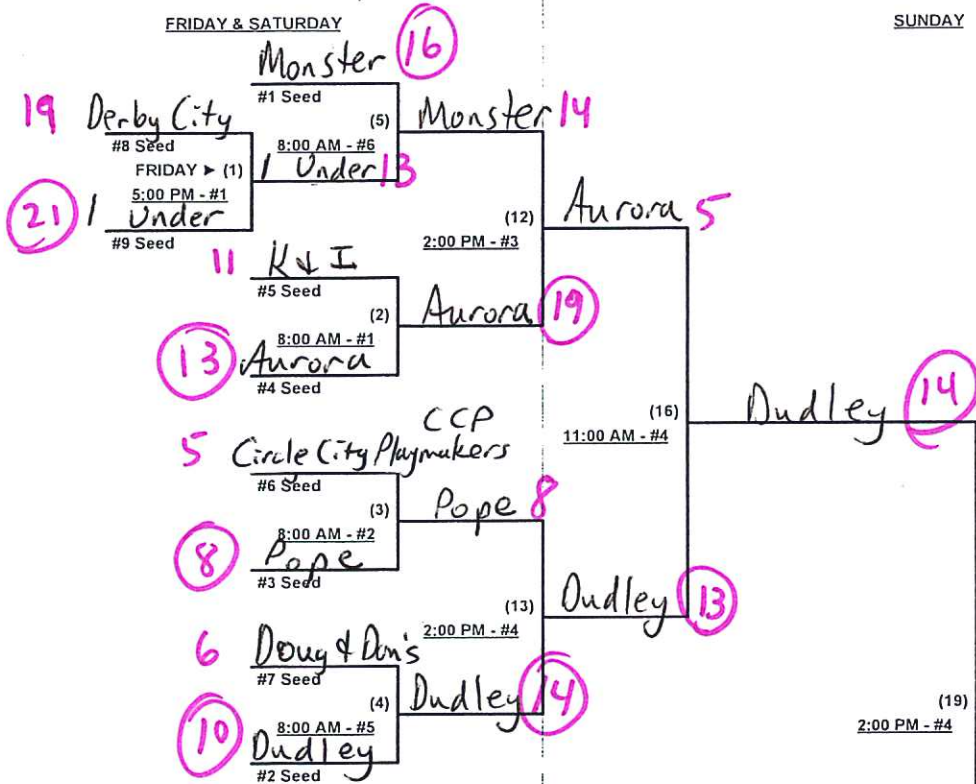 FRIDAY & SATURDAY
SUNDAY
Monster 16
#1 Seed
19 Derby City
#8 Seed
(5)
8:00 AM - #6
Monster 14
FRIDAY ► (1)
5:00 PM - #1
1 Under 13
21 1 Under
#9 Seed
(12)
2:00 PM - #3
Aurora 5
11 K & I
#5 Seed
(2)
8:00 AM - #1
Aurora 19
13 Aurora
#4 Seed
(16)
11:00 AM - #4
Dudley 14
CCP
5 Circle City Playmakers
#6 Seed
(3)
8:00 AM - #2
Pope 8
8 Pope
#3 Seed
(13)
2:00 PM - #4
Dudley 13
6 Doug & Don's
#7 Seed
(4)
8:00 AM - #5
Dudley 14
10 Dudley
#2 Seed
(19)
2:00 PM - #4